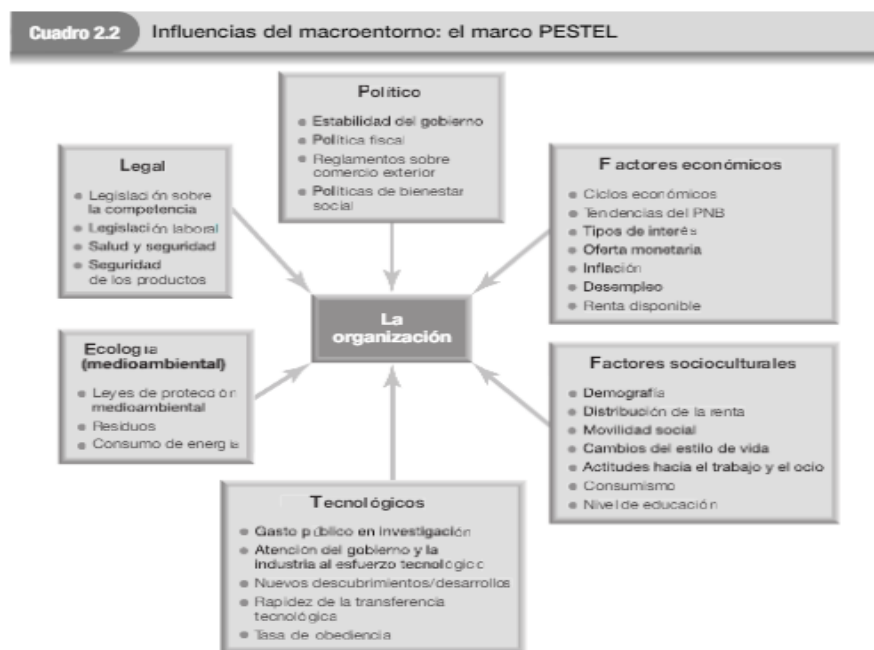 Cuadro 2.2 Influencias del macroentorno: el marco PESTEL
Político
• Estabilidad del gobierno
• Política fiscal
• Reglamentos sobre
comercio exterior
• Políticas de bienestar
social
Legal
• Legislación sobre
la competencia
• Legislación laboral
• Salud y seguridad
• Seguridad
de los productos
Factores económicos
• Ciclos económicos
• Tendencias del PNB
• Tipos de interés
• Oferta monetaria
• Inflación
• Desempleo
• Renta disponible
La
organización
Ecología
(medioambiental)
• Leyes de protección
medioambiental
• Residuos
• Consumo de energía
Factores socioculturales
• Demografía
• Distribución de la renta
• Movilidad social
• Cambios del estilo de vida
• Actitudes hacia el trabajo y el ocio
• Consumismo
• Nivel de educación
Tecnológicos
• Gasto público en investigación
• Atención del gobierno y la
industria al esfuerzo tecnológico
• Nuevos descubrimientos/desarrollos
• Rapidez de la transferencia
tecnológica
• Tasa de obediencia